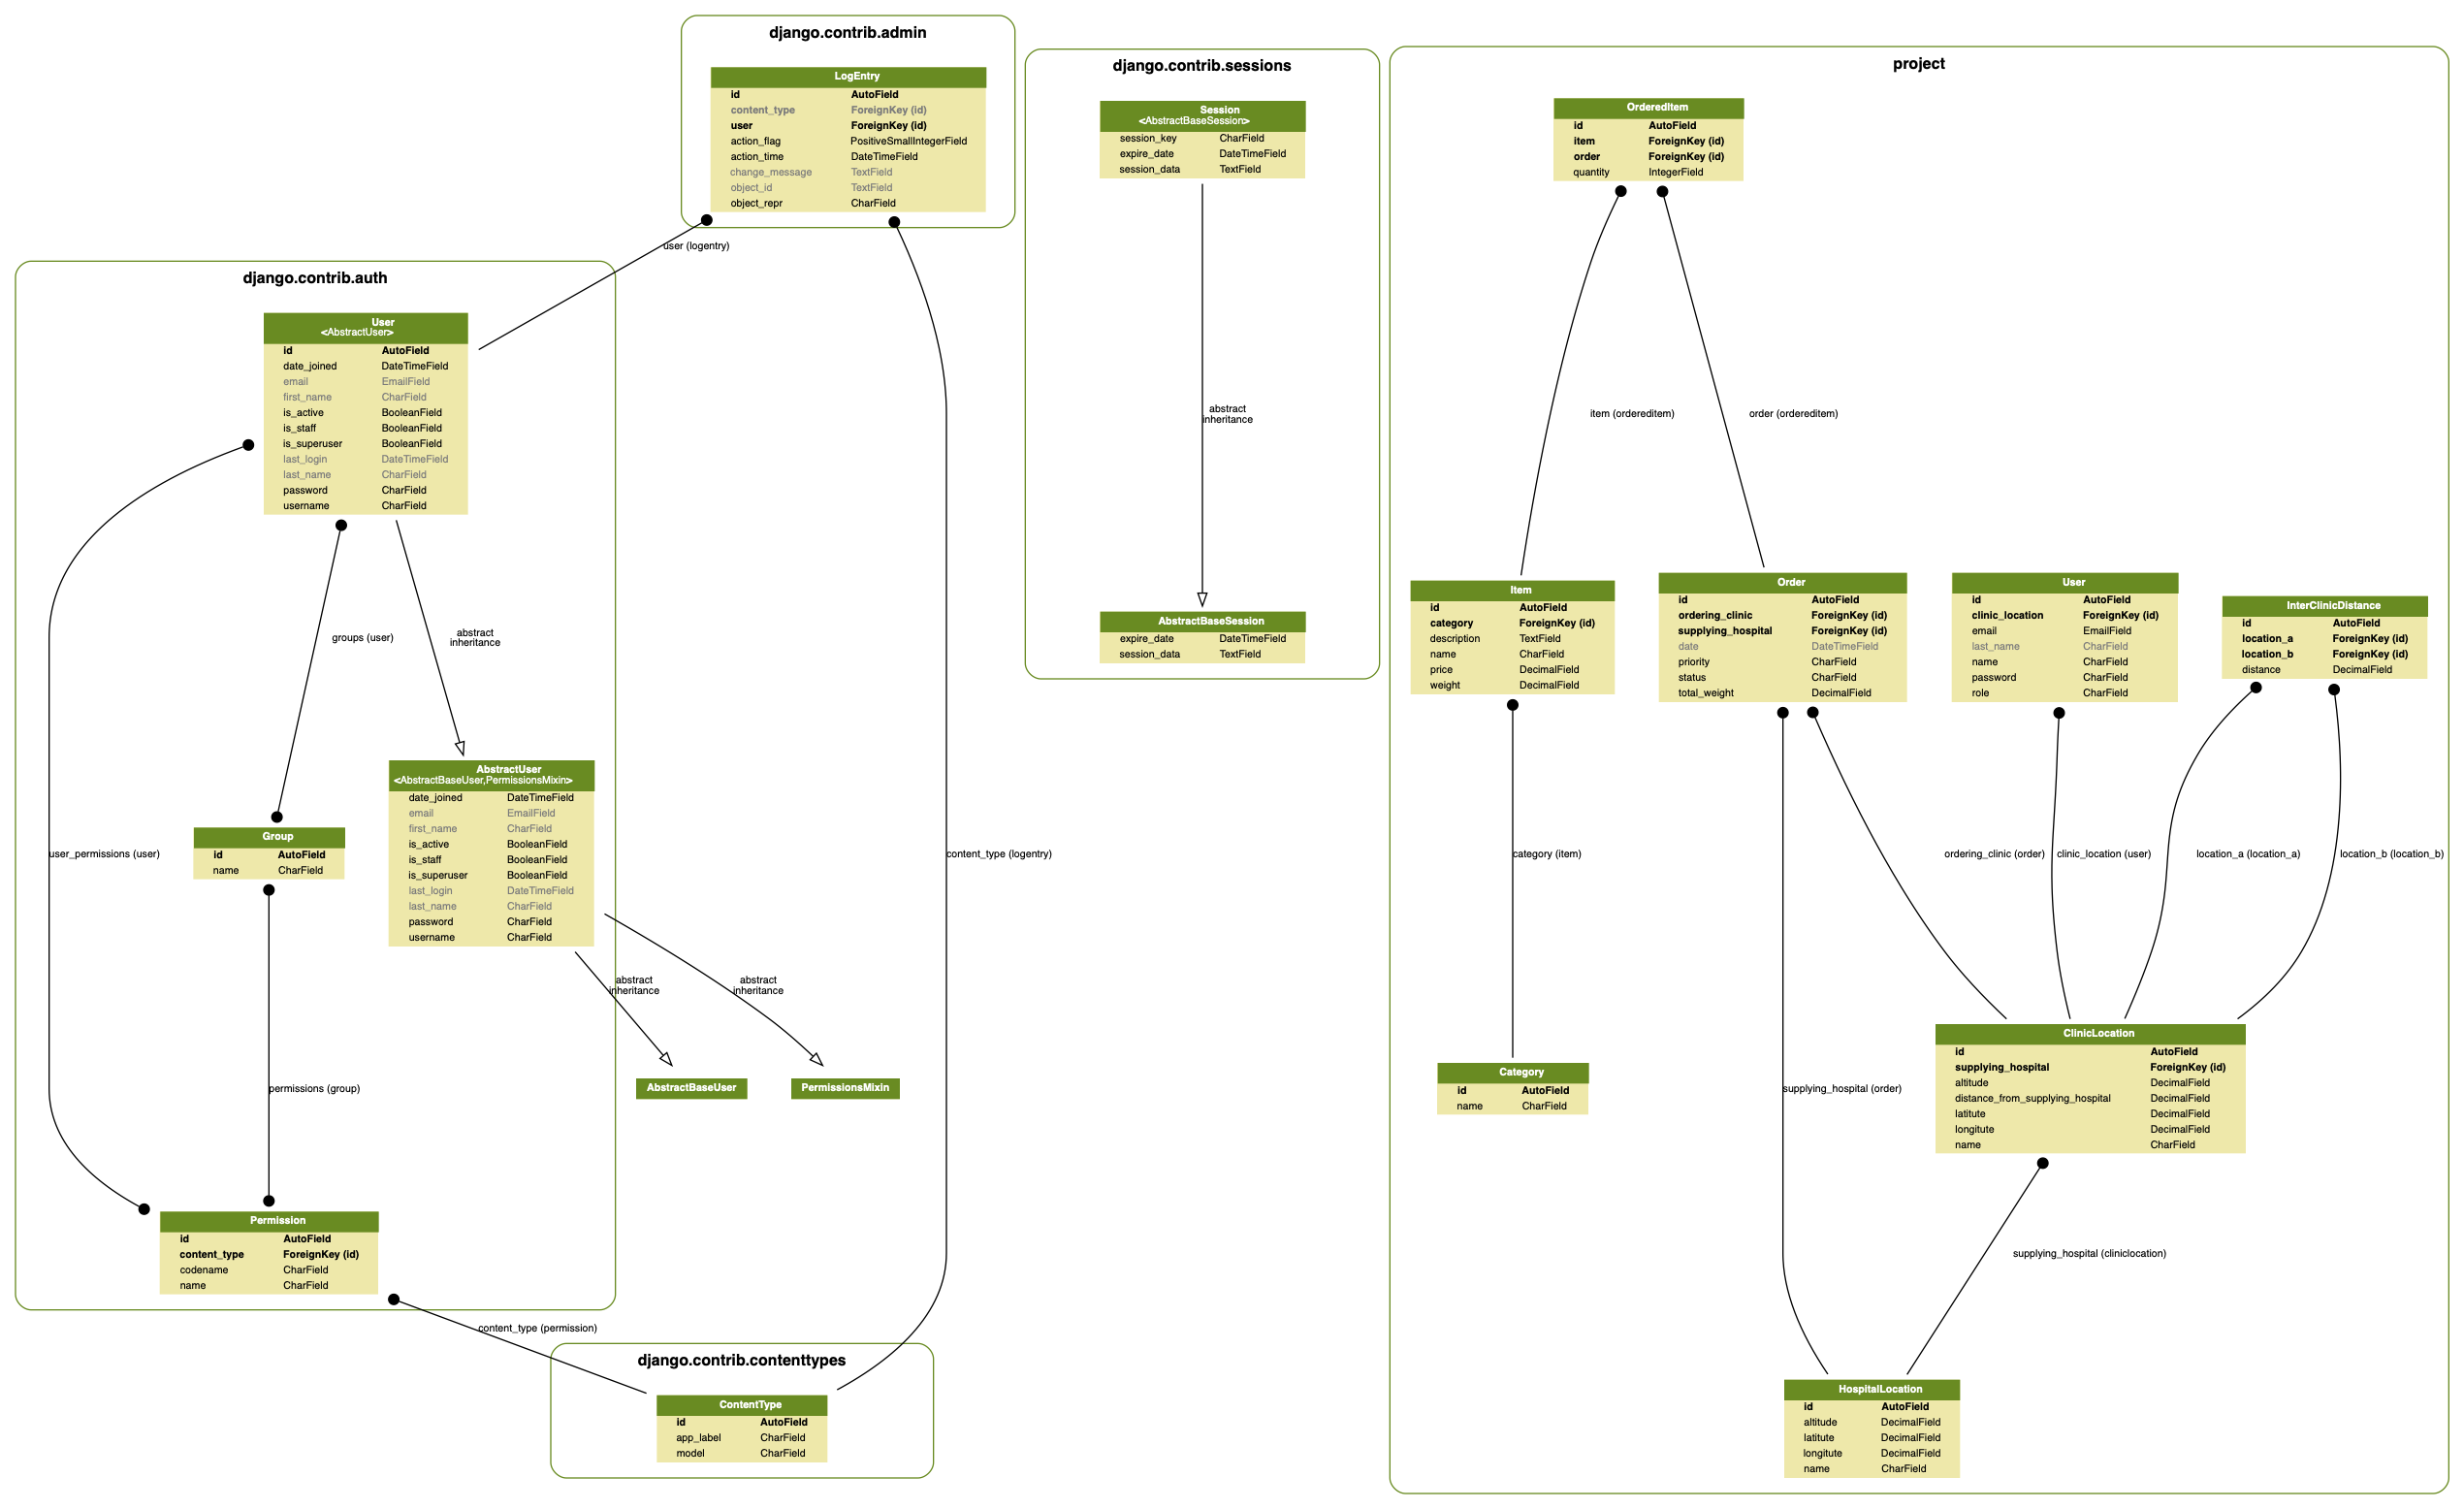 django.contrib.admin
LogEntry
id AutoField
content_type ForeignKey (id)
user ForeignKey (id)
action_flag PositiveSmallIntegerField
action_time DateTimeField
change_message TextField
object_id TextField
object_repr CharField
user (logentry)
content_type (logentry)
django.contrib.auth
User
<AbstractUser>
id AutoField
date_joined DateTimeField
email EmailField
first_name CharField
is_active BooleanField
is_staff BooleanField
is_superuser BooleanField
last_login DateTimeField
last_name CharField
password CharField
username CharField
groups (user)
abstract
inheritance
user_permissions (user)
AbstractUser
<AbstractBaseUser,PermissionsMixin>
date_joined DateTimeField
email EmailField
first_name CharField
is_active BooleanField
is_staff BooleanField
is_superuser BooleanField
last_login DateTimeField
last_name CharField
password CharField
username CharField
Group
id AutoField
name CharField
abstract
inheritance
abstract
inheritance
permissions (group)
AbstractBaseUser
PermissionsMixin
Permission
id AutoField
content_type ForeignKey (id)
codename CharField
name CharField
content_type (permission)
django.contrib.contenttypes
ContentType
id AutoField
app_label CharField
model CharField
django.contrib.sessions
Session
<AbstractBaseSession>
session_key CharField
expire_date DateTimeField
session_data TextField
abstract
inheritance
AbstractBaseSession
expire_date DateTimeField
session_data TextField
project
OrderedItem
id AutoField
item ForeignKey (id)
order ForeignKey (id)
quantity IntegerField
item (ordereditem)
order (ordereditem)
Item
id AutoField
category ForeignKey (id)
description TextField
name CharField
price DecimalField
weight DecimalField
Order
id AutoField
ordering_clinic ForeignKey (id)
supplying_hospital ForeignKey (id)
date DateTimeField
priority CharField
status CharField
total_weight DecimalField
User
id AutoField
clinic_location ForeignKey (id)
email EmailField
last_name CharField
name CharField
password CharField
role CharField
InterClinicDistance
id AutoField
location_a ForeignKey (id)
location_b ForeignKey (id)
distance DecimalField
category (item)
ordering_clinic (order)
clinic_location (user)
location_a (location_a)
location_b (location_b)
Category
id AutoField
name CharField
supplying_hospital (order)
ClinicLocation
id AutoField
supplying_hospital ForeignKey (id)
altitude DecimalField
distance_from_supplying_hospital DecimalField
latitute DecimalField
longitute DecimalField
name CharField
supplying_hospital (cliniclocation)
HospitalLocation
id AutoField
altitude DecimalField
latitute DecimalField
longitute DecimalField
name CharField